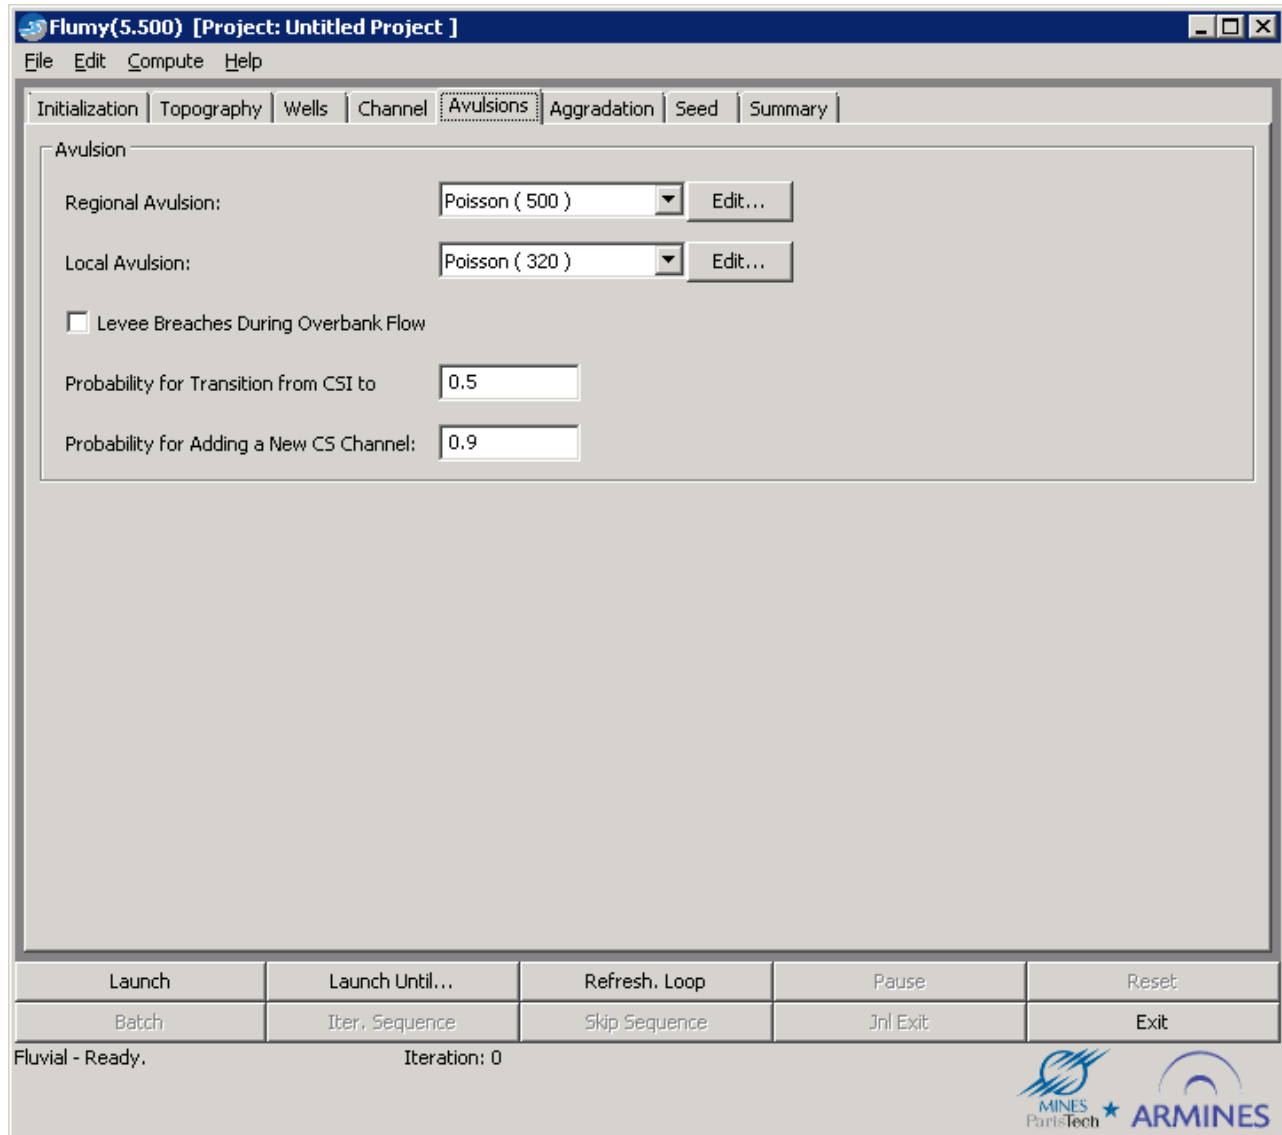 Flumy(5.500) [Project: Untitled Project ]
File Edit Compute Help
Initialization Topography Wells Channel Avulsions Aggradation Seed Summary
Avulsion
Regional Avulsion: Poisson ( 500 ) Edit...
Local Avulsion: Poisson ( 320 ) Edit...
Levee Breaches During Overbank Flow
Probability for Transition from CSI to 0.5
Probability for Adding a New CS Channel: 0.9
Launch Launch Until... Refresh. Loop Pause Reset
Batch Iter. Sequence Skip Sequence Jnl Exit Exit
Fluvial - Ready. Iteration: 0
MINES
ParisTech ARMINES